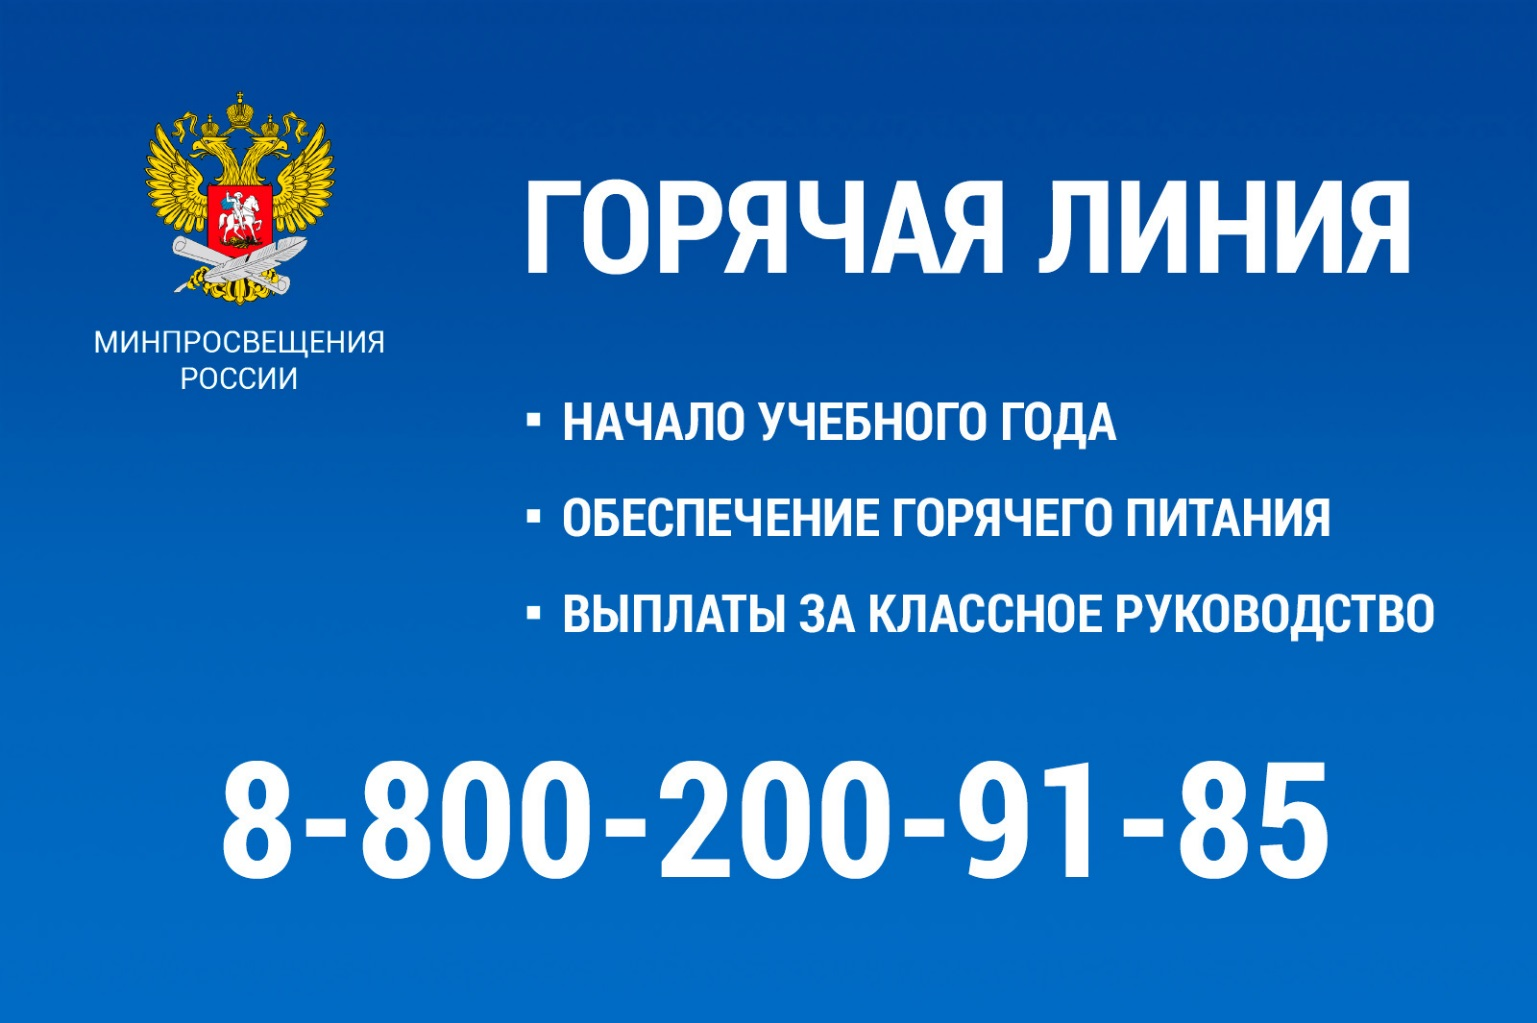 МИНПРОСВЕЩЕНИЯ
РОССИИ
ГОРЯЧАЯ ЛИНИЯ
▪ НАЧАЛО УЧЕБНОГО ГОДА
▪ ОБЕСПЕЧЕНИЕ ГОРЯЧЕГО ПИТАНИЯ
▪ ВЫПЛАТЫ ЗА КЛАССНОЕ РУКОВОДСТВО
8-800-200-91-85